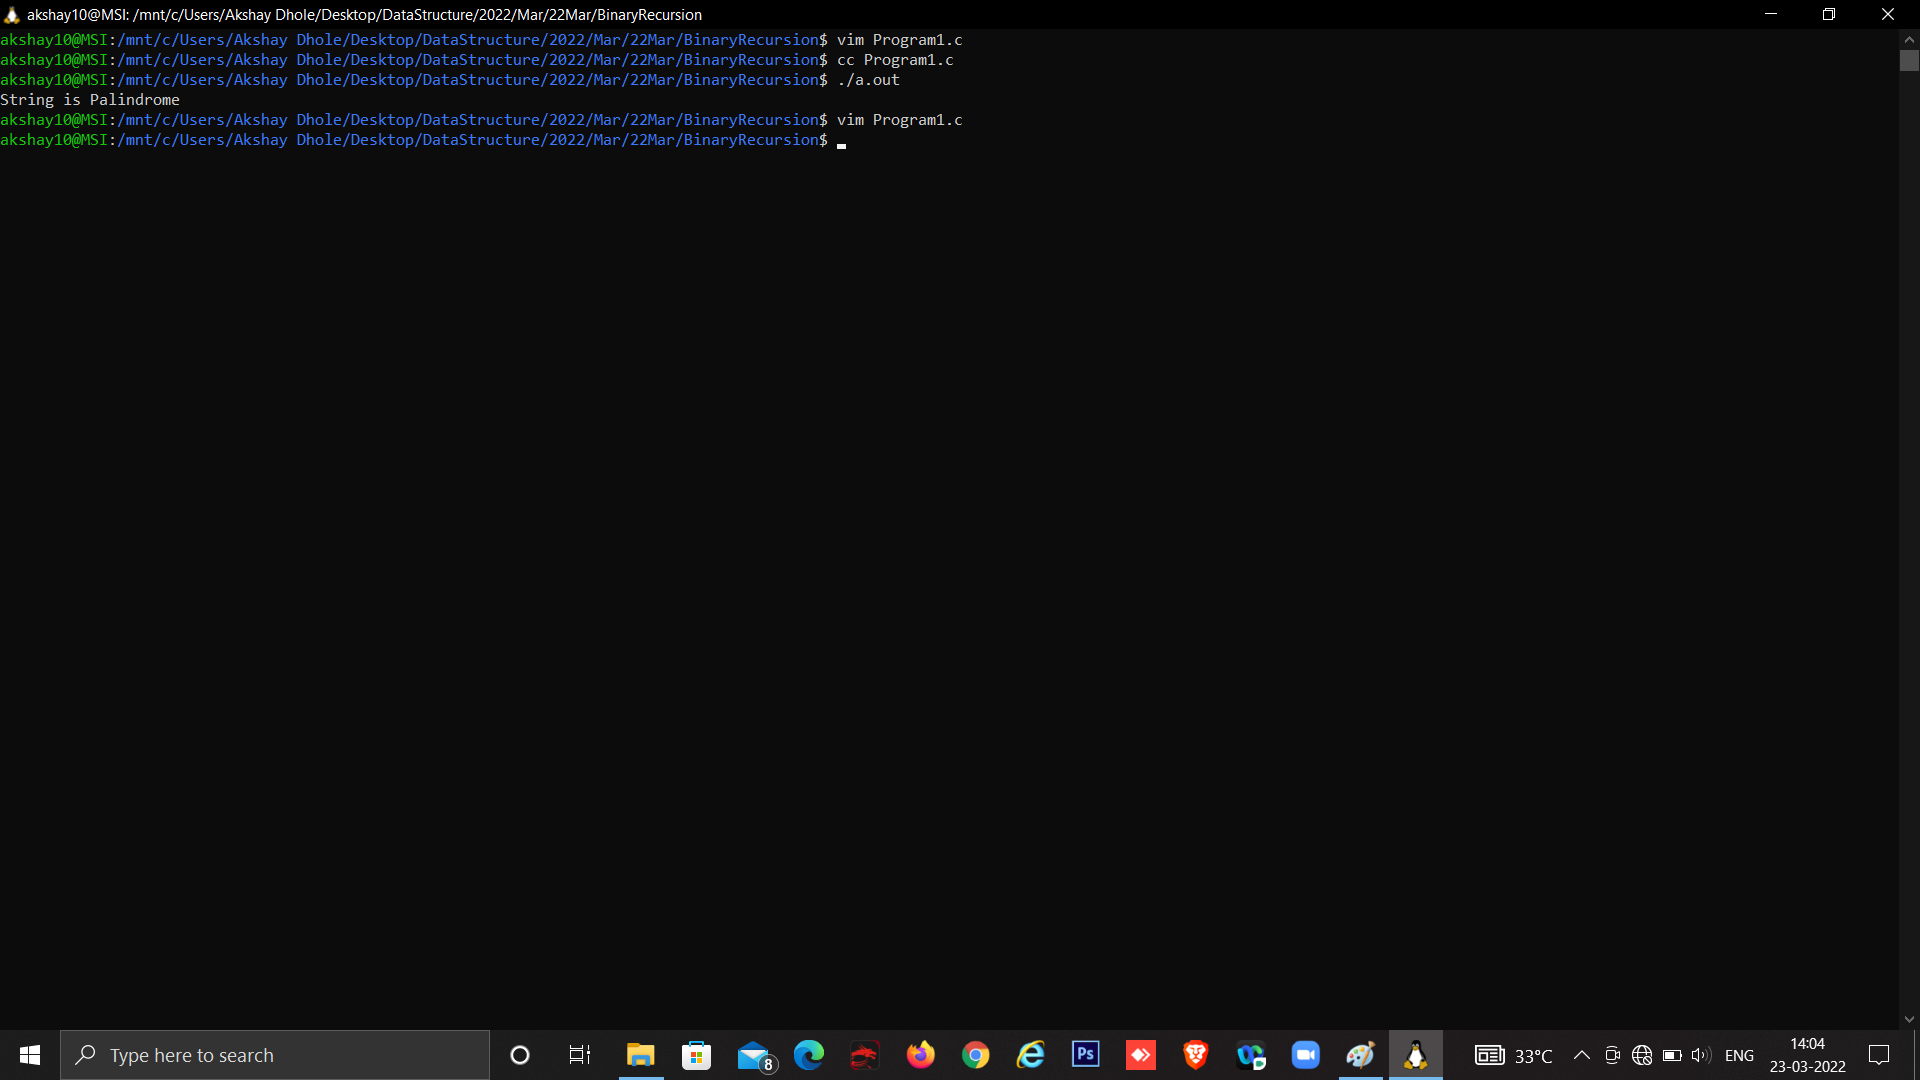 akshay10@MSI: /mnt/c/Users/Akshay Dhole/Desktop/DataStructure/2022/Mar/22Mar/BinaryRecursion
akshay10@MSI:/mnt/c/Users/Akshay Dhole/Desktop/DataStructure/2022/Mar/22Mar/BinaryRecursion$ vim Program1.c
akshay10@MSI:/mnt/c/Users/Akshay Dhole/Desktop/DataStructure/2022/Mar/22Mar/BinaryRecursion$ cc Program1.c
akshay10@MSI:/mnt/c/Users/Akshay Dhole/Desktop/DataStructure/2022/Mar/22Mar/BinaryRecursion$ ./a.out
String is Palindrome
akshay10@MSI:/mnt/c/Users/Akshay Dhole/Desktop/DataStructure/2022/Mar/22Mar/BinaryRecursion$ vim Program1.c
akshay10@MSI:/mnt/c/Users/Akshay Dhole/Desktop/DataStructure/2022/Mar/22Mar/BinaryRecursion$
Type here to search
8
Ps
33°C
ENG
14:04
23-03-2022